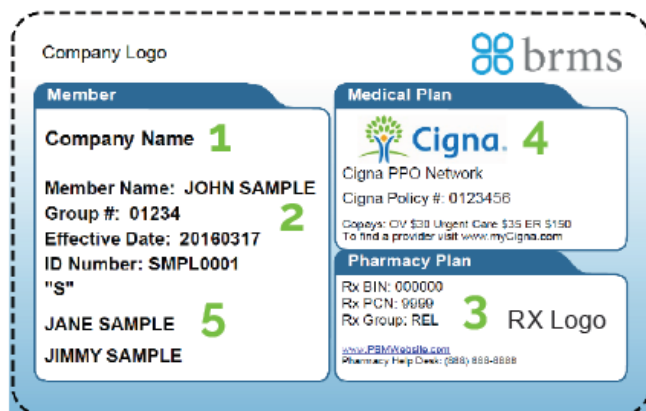 Company Logo
brms
Member
Company Name 1
Member Name: JOHN SAMPLE
Group #: 01234
2
Effective Date: 20160317
ID Number: SMPL0001
"S"
JANE SAMPLE
5
JIMMY SAMPLE
Medical Plan
Cigna. 4
Cigna PPO Network
Cigna Policy #: 0123456
Copays: OV $30 Urgent Care $35 ER $150
To find a provider visit www.myCigna.com
Pharmacy Plan
Rx BIN: 000000
Rx PCN: 9999
Rx Group: REL
3
RX Logo
www.PBMWebsite.com
Pharmacy Help Desk: (888) 888-8888